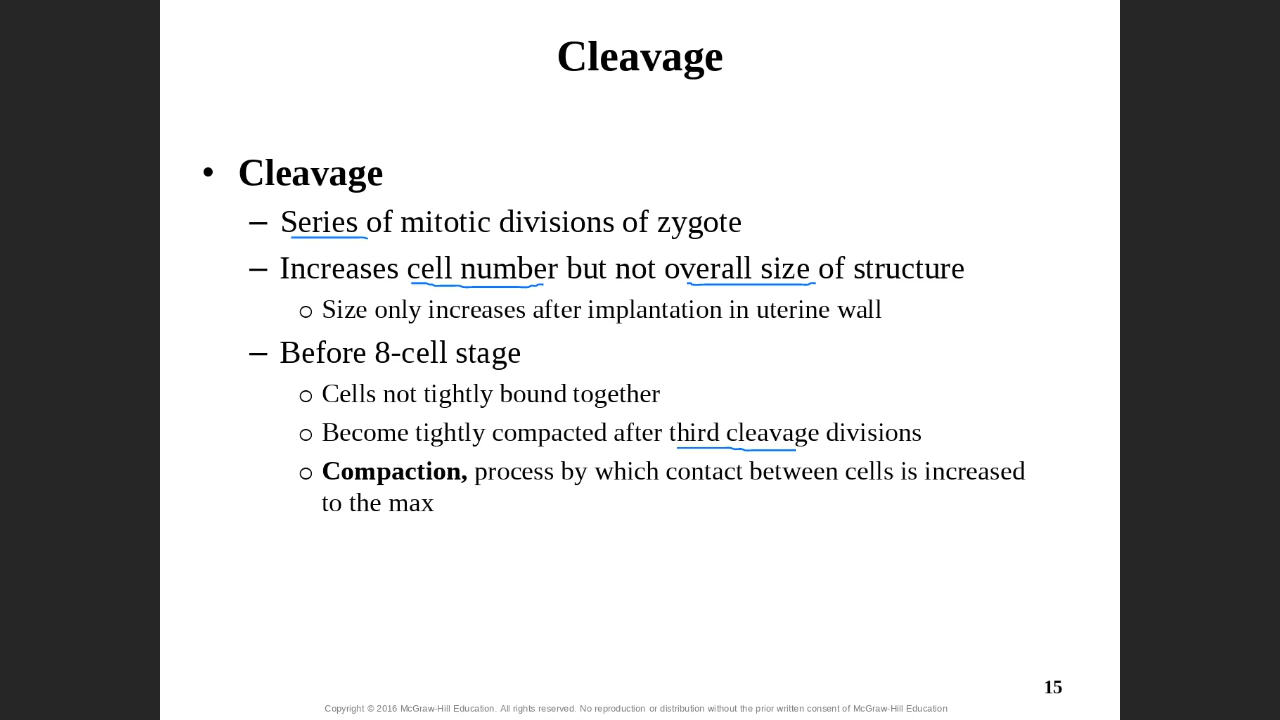 Cleavage
• Cleavage
– Series of mitotic divisions of zygote
– Increases cell number but not overall size of structure
o Size only increases after implantation in uterine wall
– Before 8-cell stage
o Cells not tightly bound together
o Become tightly compacted after third cleavage divisions
o Compaction, process by which contact between cells is increased
to the max
15
Copyright © 2016 McGraw-Hill Education. All rights reserved. No reproduction or distribution without the prior written consent of McGraw-Hill Education